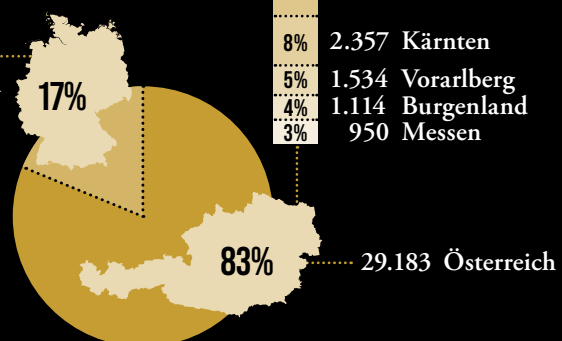 8% 2.357 Kärnten
5% 1.534 Vorarlberg
4% 1.114 Burgenland
3% 950 Messen
17%
83%
29.183 Österreich